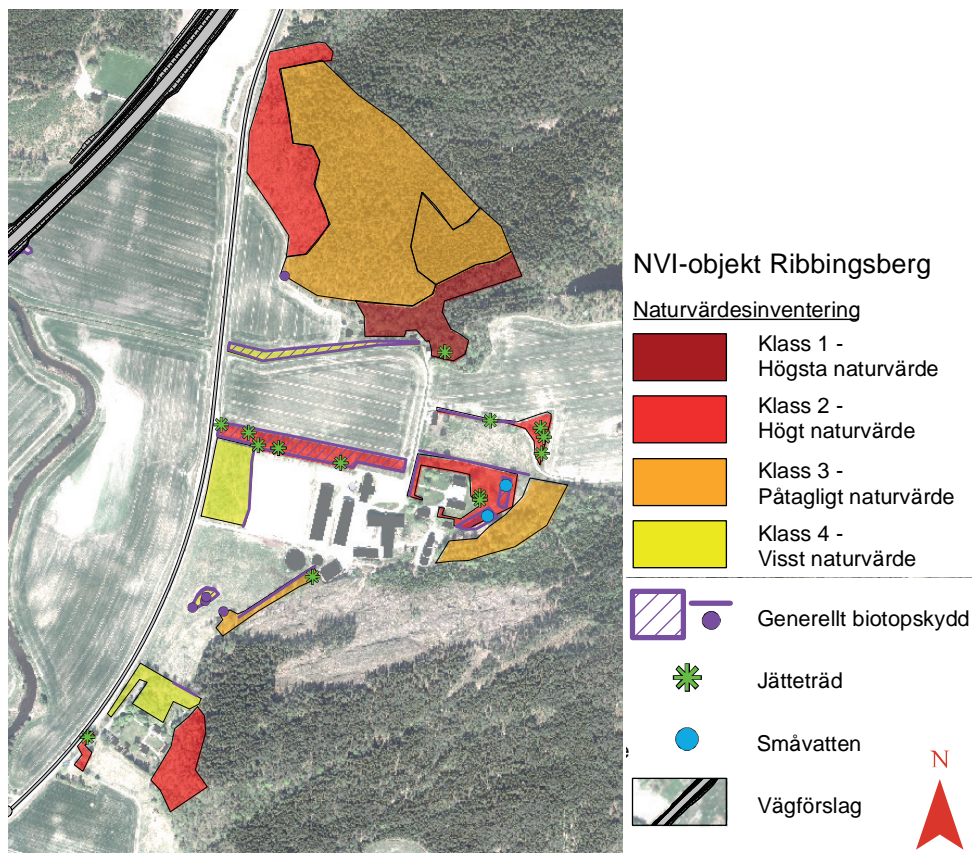 NVI-objekt Ribbingsberg
Naturvärdesinventering
Klass 1 -
Högsta naturvärde
Klass 2 -
Högt naturvärde
Klass 3 -
Påtagligt naturvärde
Klass 4 -
Visst naturvärde
Generellt biotopskydd
Jätteträd
Småvatten
Vägförslag
N